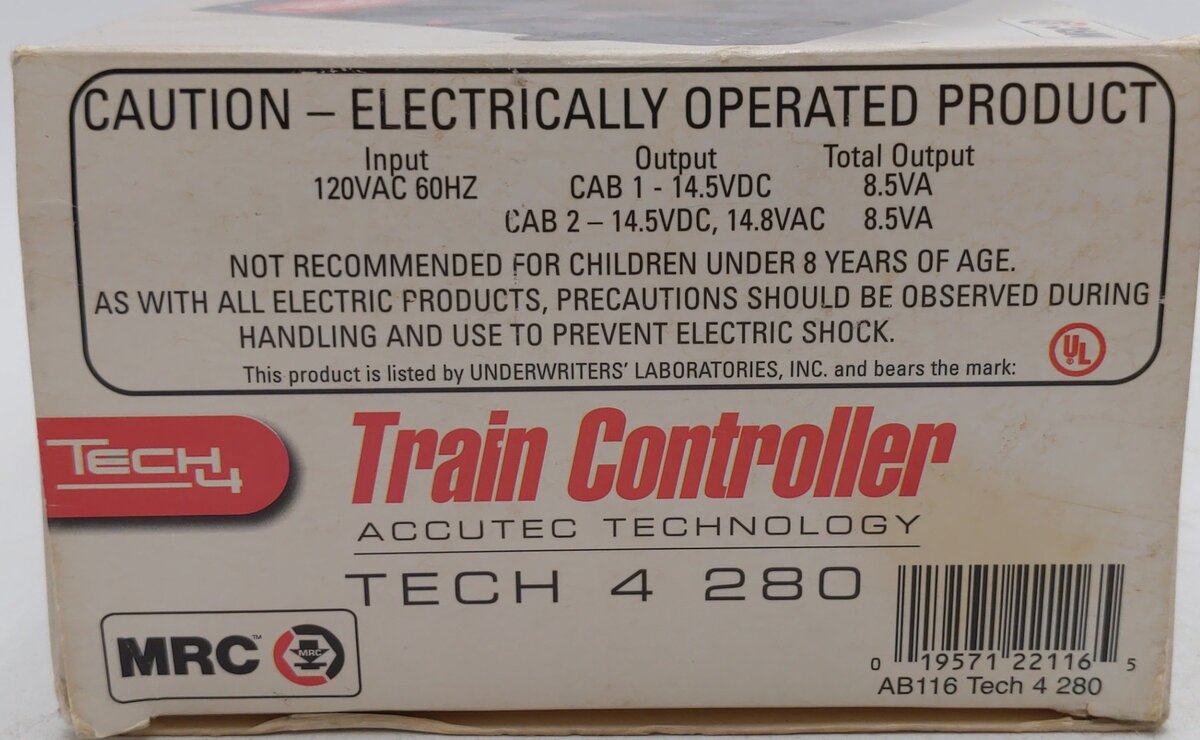 CAUTION – ELECTRICALLY OPERATED PRODUCT
Input Output Total Output
120VAC 60HZ CAB 1 - 14.5VDC 8.5VA
CAB 2 – 14.5VDC, 14.8VAC 8.5VA
NOT RECOMMENDED FOR CHILDREN UNDER 8 YEARS OF AGE.
AS WITH ALL ELECTRIC PRODUCTS, PRECAUTIONS SHOULD BE OBSERVED DURING
HANDLING AND USE TO PREVENT ELECTRIC SHOCK.
This product is listed by UNDERWRITERS' LABORATORIES, INC. and bears the mark:
UL®
TECH 4
Train Controller
ACCUTEC TECHNOLOGY
TECH 4 280
MRC™
MRC
0 19571 22116 5
AB116 Tech 4 280